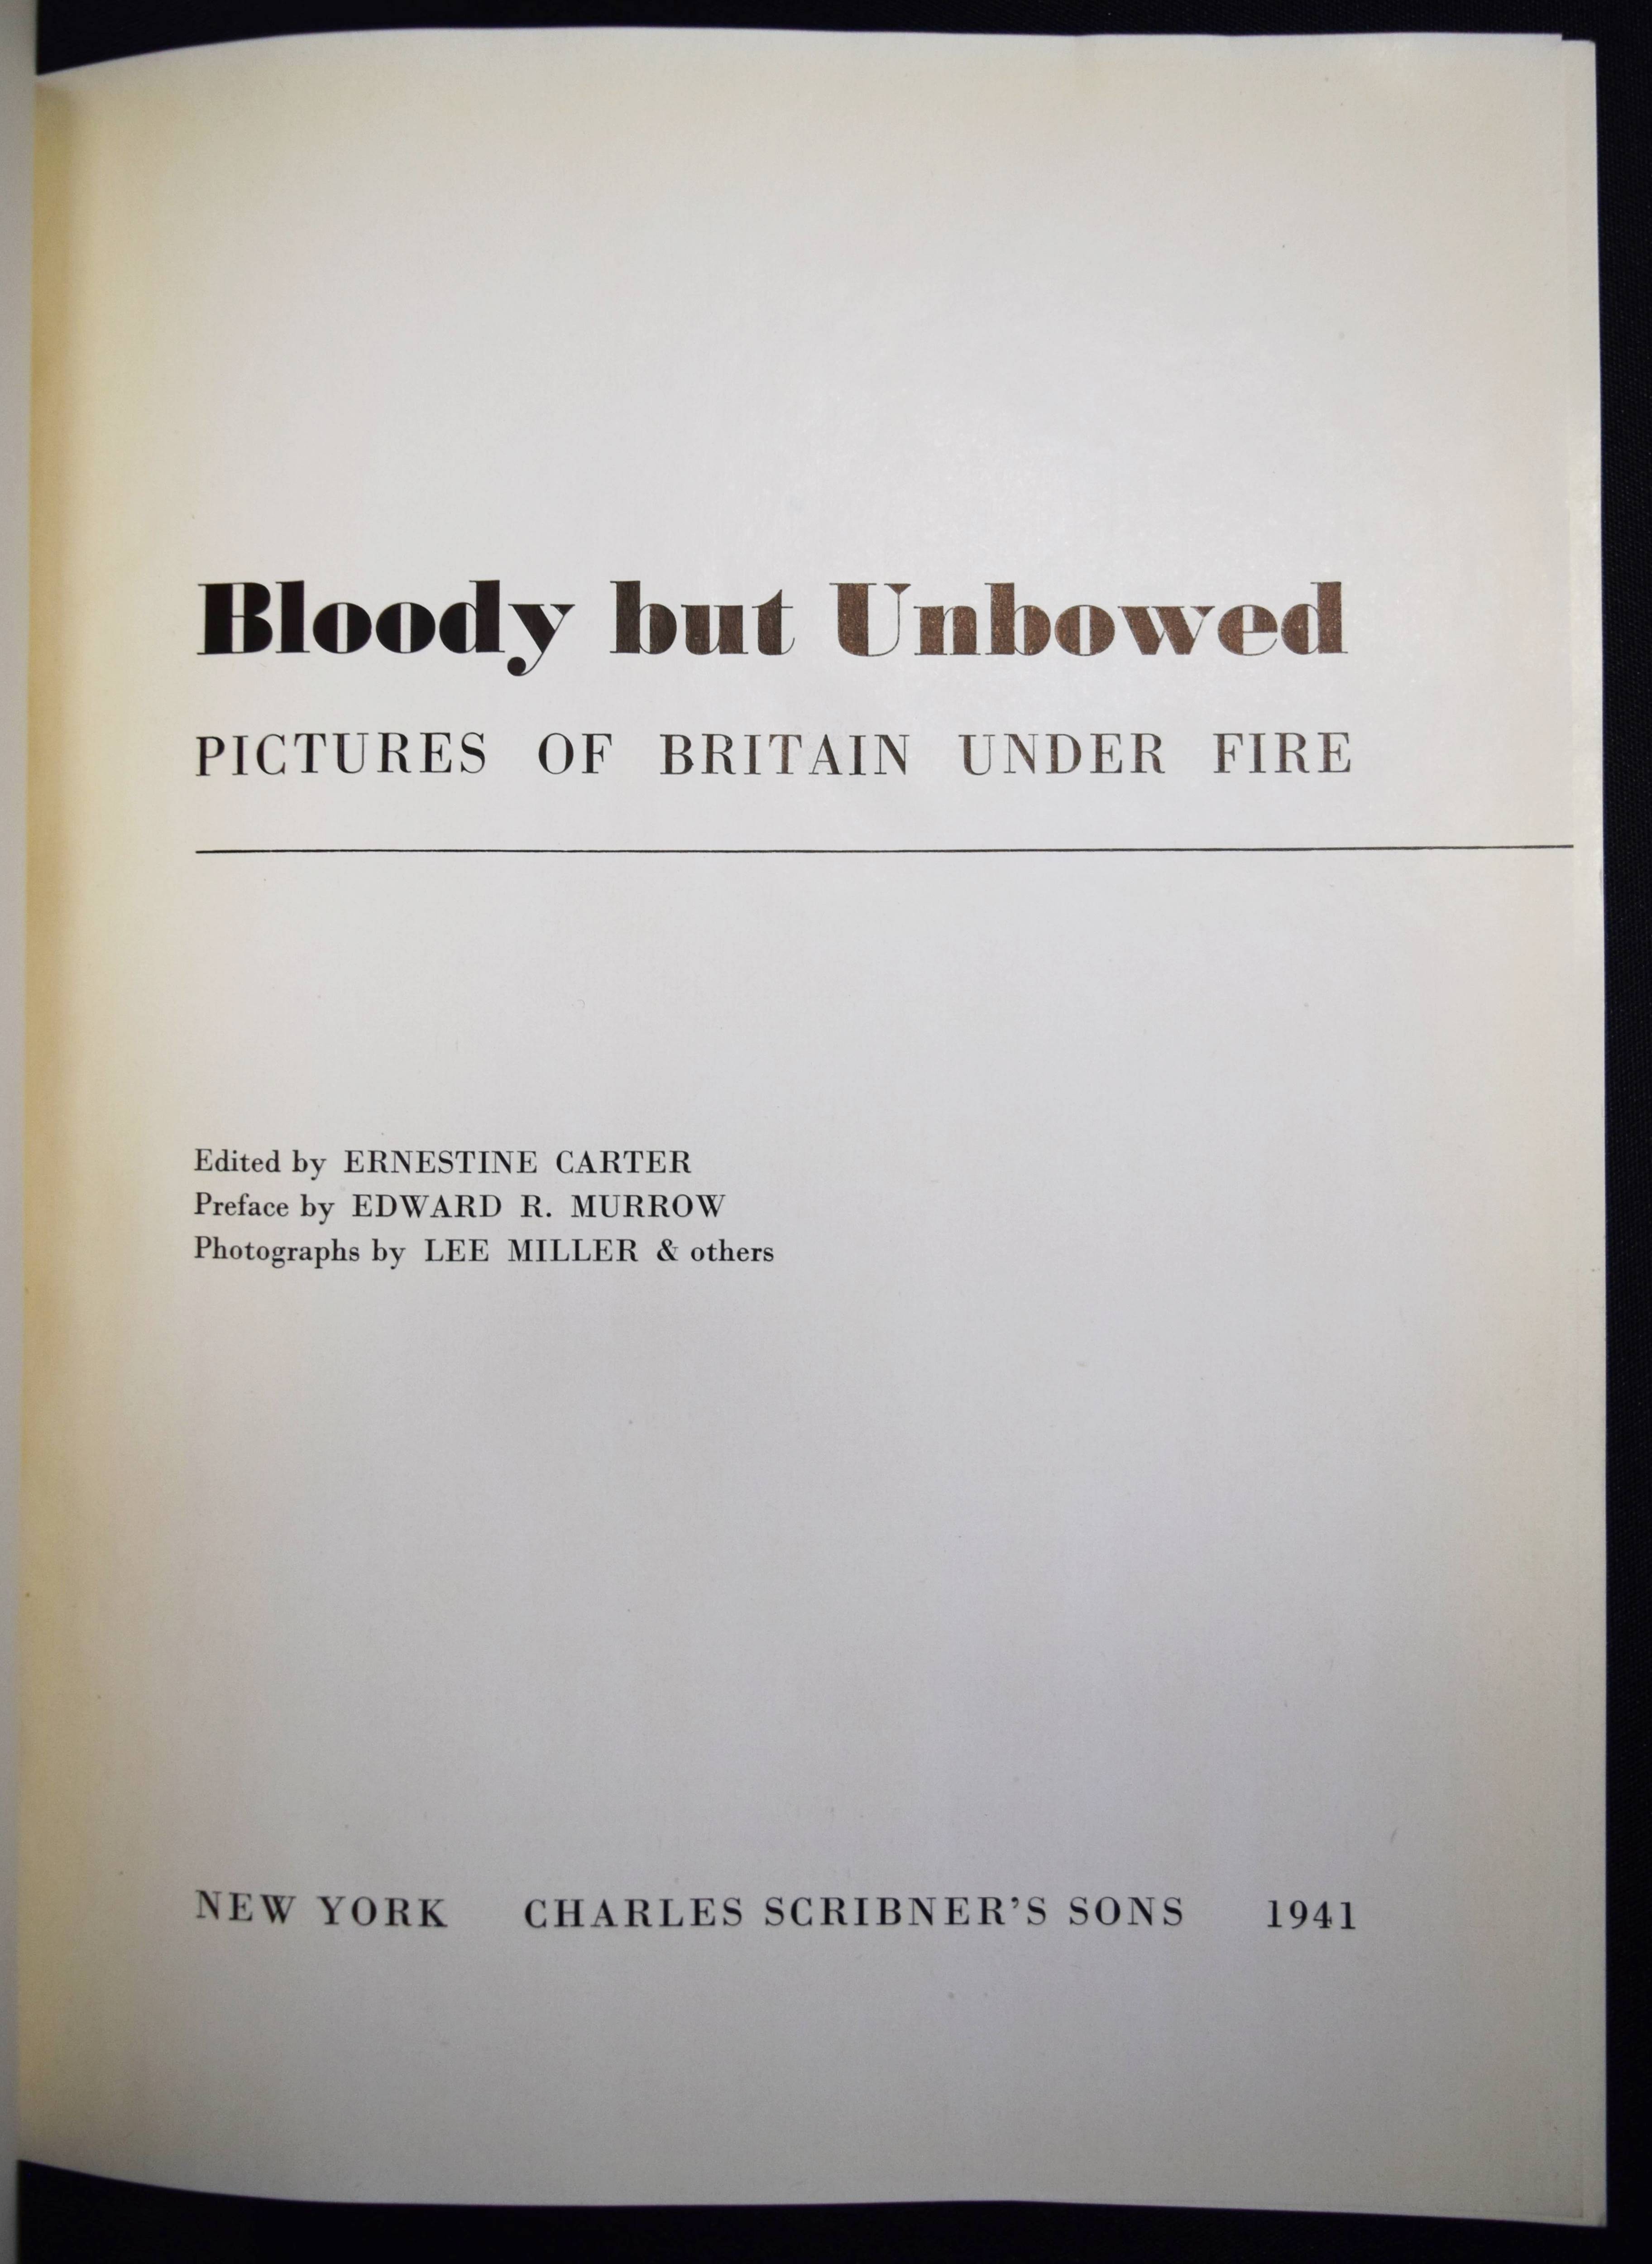 Bloody but Unbowed
PICTURES OF BRITAIN UNDER FIRE
Edited by ERNESTINE CARTER
Preface by EDWARD R. MURROW
Photographs by LEE MILLER & others
NEW YORK CHARLES SCRIBNER'S SONS 1941